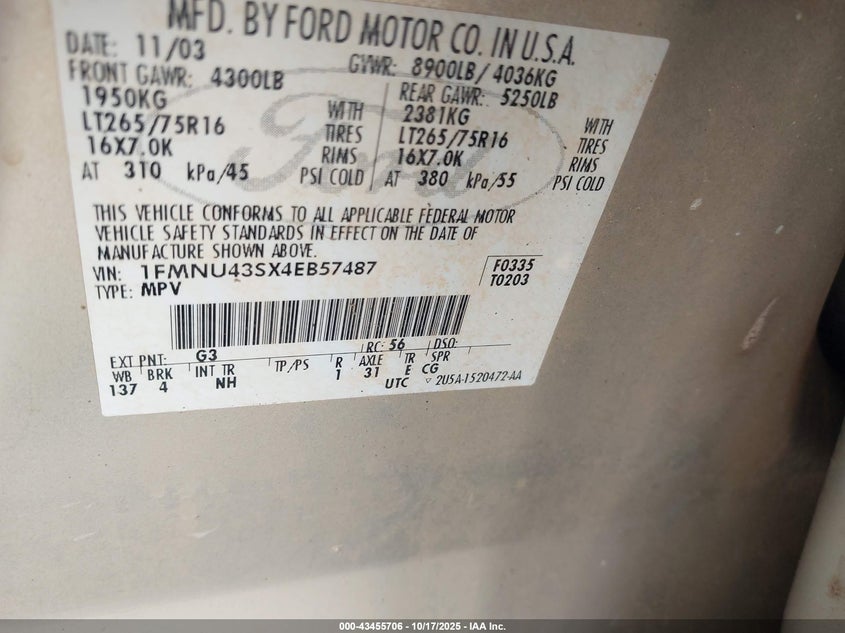 MFD. BY FORD MOTOR CO. IN U.S.A.
DATE: 11/03 GVWR: 8900LB/ 4036KG
FRONT GAWR: 4300LB REAR GAWR: 5250LB
1950KG WITH 2381KG WITH
LT265/75R16 TIRES LT265/75R16 TIRES
16X7.0K RIMS 16X7.0K RIMS
AT 310 kPa/45 PSI COLD AT 380 kPa/55 PSI COLD
Ford
THIS VEHICLE CONFORMS TO ALL APPLICABLE FEDERAL MOTOR
VEHICLE SAFETY STANDARDS IN EFFECT ON THE DATE OF
MANUFACTURE SHOWN ABOVE.
VIN: 1FMNU43SX4EB57487 F0335
TYPE: MPV T0203
EXT PNT: G3 RC: 56 DSO:
WB BRK INT TR TP/PS R AXLE TR SPR
137 4 NH 1 31 E CG
UTC ▽ 2U5A-1520472-AA
000-43455706 - 10/17/2025 - IAA Inc.